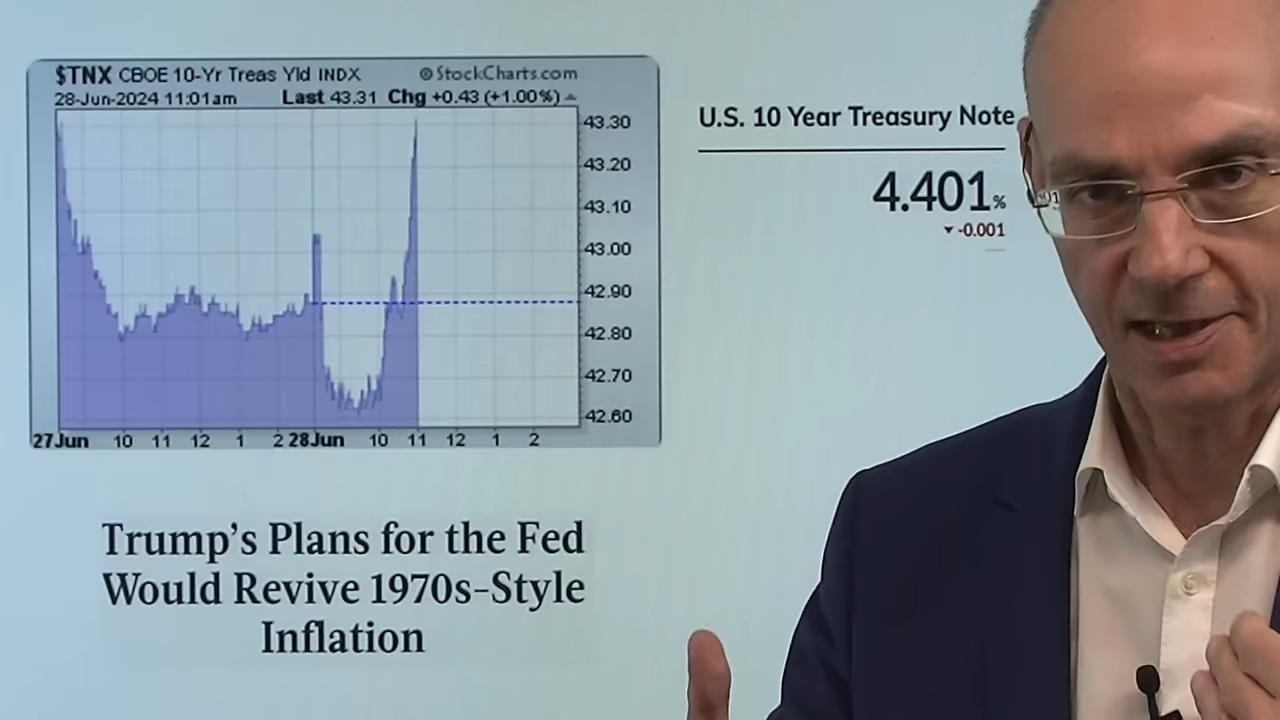 $TNX CBOE 10-Yr Treas Yld INDX ©StockCharts.com
28-Jun-2024 11:01am Last 43.31 Chg +0.43 (+1.00%)
43.30
43.20
43.10
43.00
42.90
42.80
42.70
42.60
27Jun 10 11 12 1 2 28Jun 10 11 12 1 2
U.S. 10 Year Treasury Note
4.401%
▼ -0.001
Trump's Plans for the Fed
Would Revive 1970s-Style
Inflation